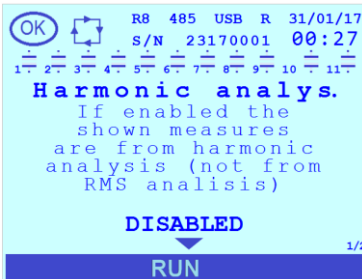 OK R8 485 USB R 31/01/17
S/N 23170001 00:27
1 2 3 4 5 6 7 8 9 10 11
Harmonic analys.
If enabled the
shown measures
are from harmonic
analysis (not from
RMS analisis)
DISABLED
1/2
RUN